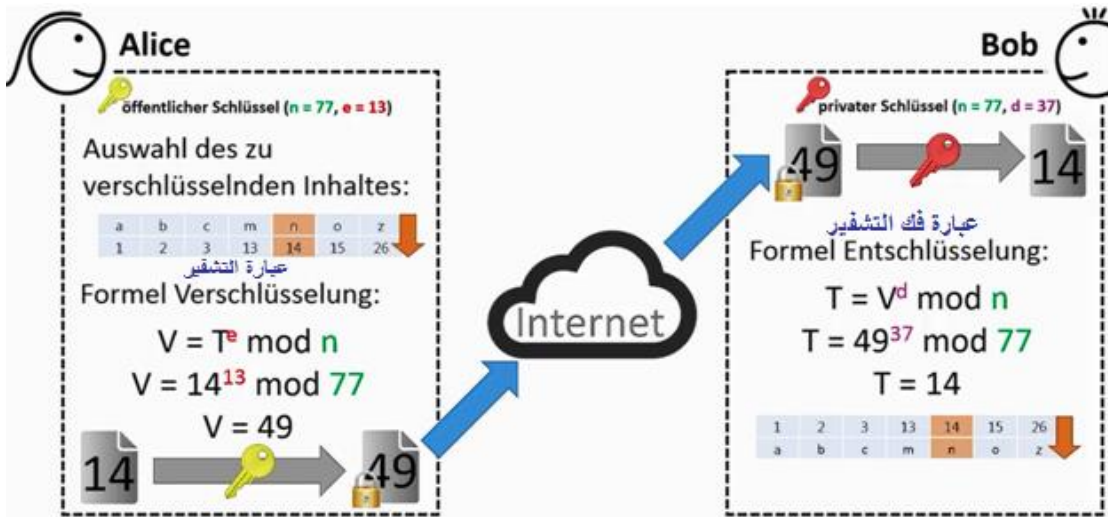 Alice
öffentlicher Schlüssel (n = 77, e = 13)
Auswahl des zu
verschlüsselnden Inhaltes:
a b c m n o z
1 2 3 13 14 15 26
عبارة التشفير
Formel Verschlüsselung:
V = Tᵉ mod n
V = 14¹³ mod 77
V = 49
14 49
Internet
Bob
privater Schlüssel (n = 77, d = 37)
49 14
عبارة فك التشفير
Formel Entschlüsselung:
T = Vᵈ mod n
T = 49³⁷ mod 77
T = 14
1 2 3 13 14 15 26
a b c m n o z